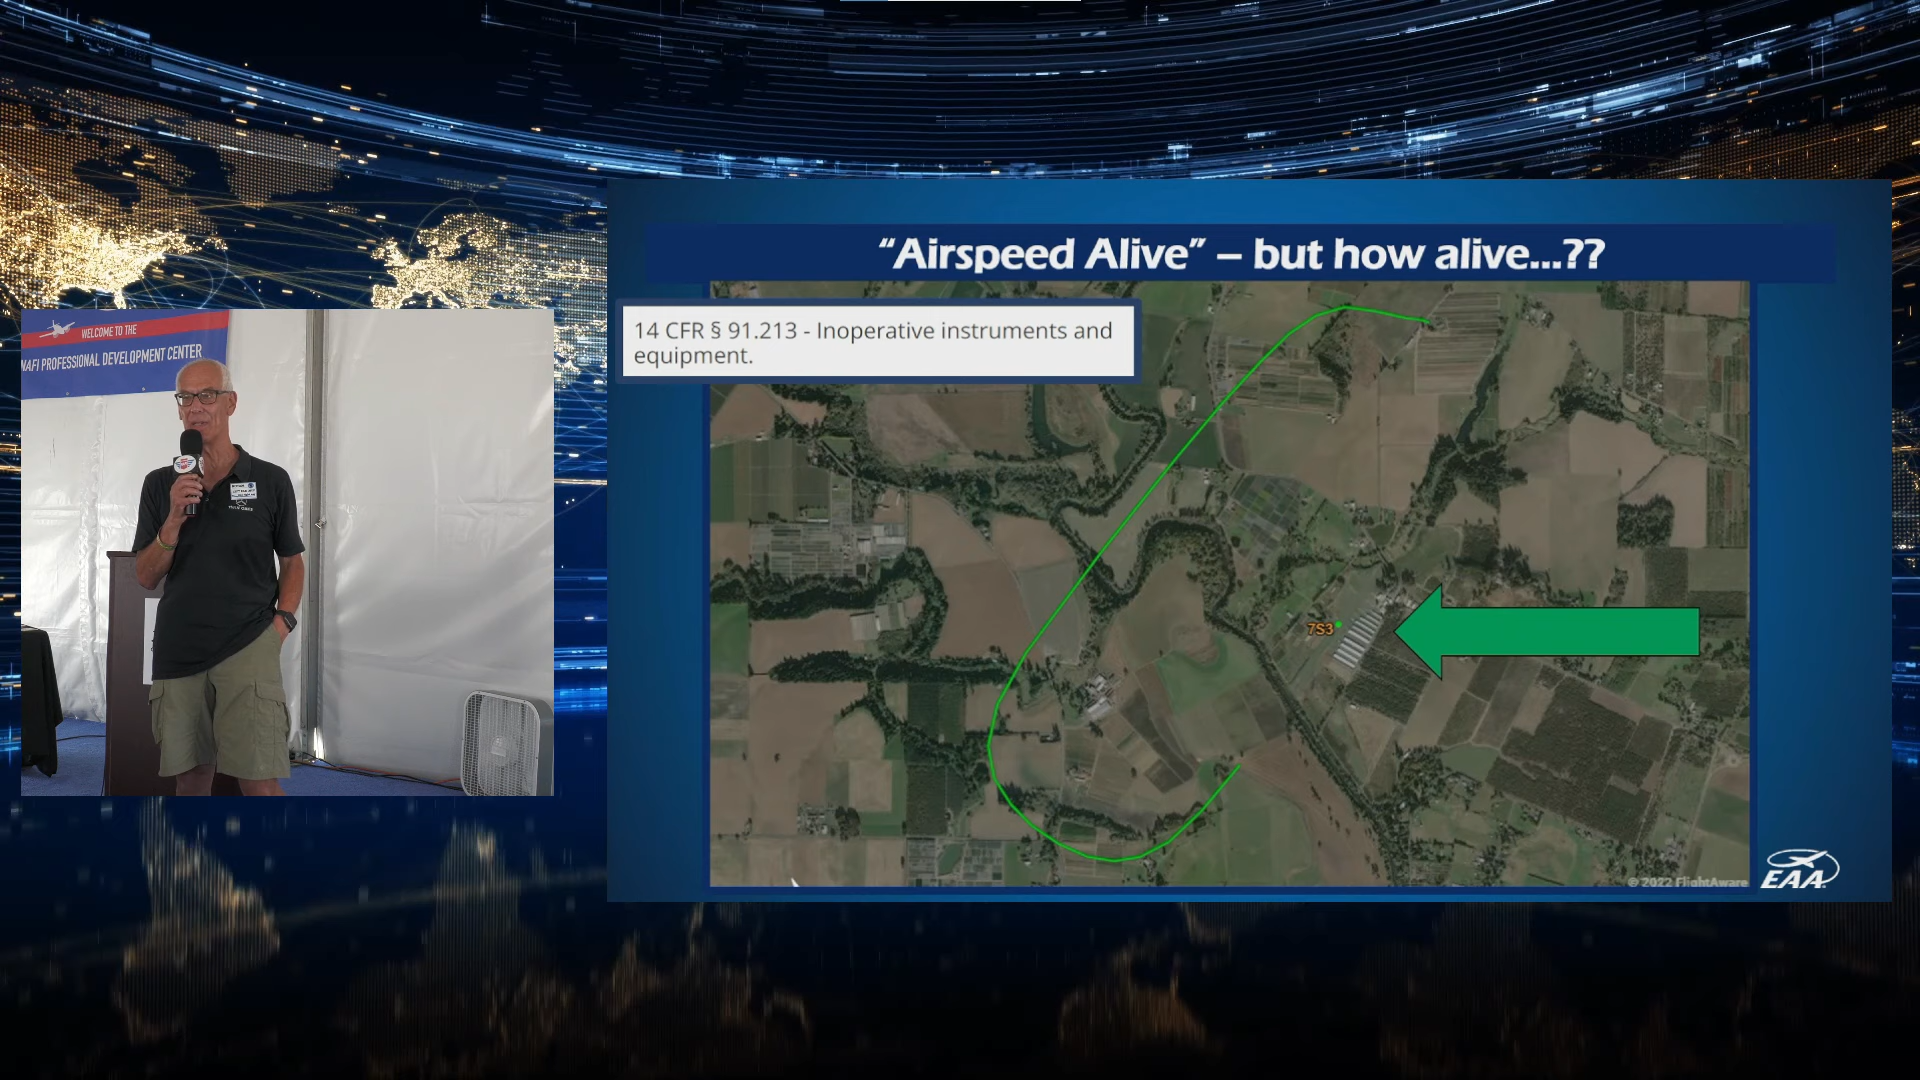 “Airspeed Alive” – but how alive...??
14 CFR § 91.213 - Inoperative instruments and
equipment.
WELCOME TO THE
NAFI PROFESSIONAL DEVELOPMENT CENTER
7S3
© 2022 FlightAware
EAA